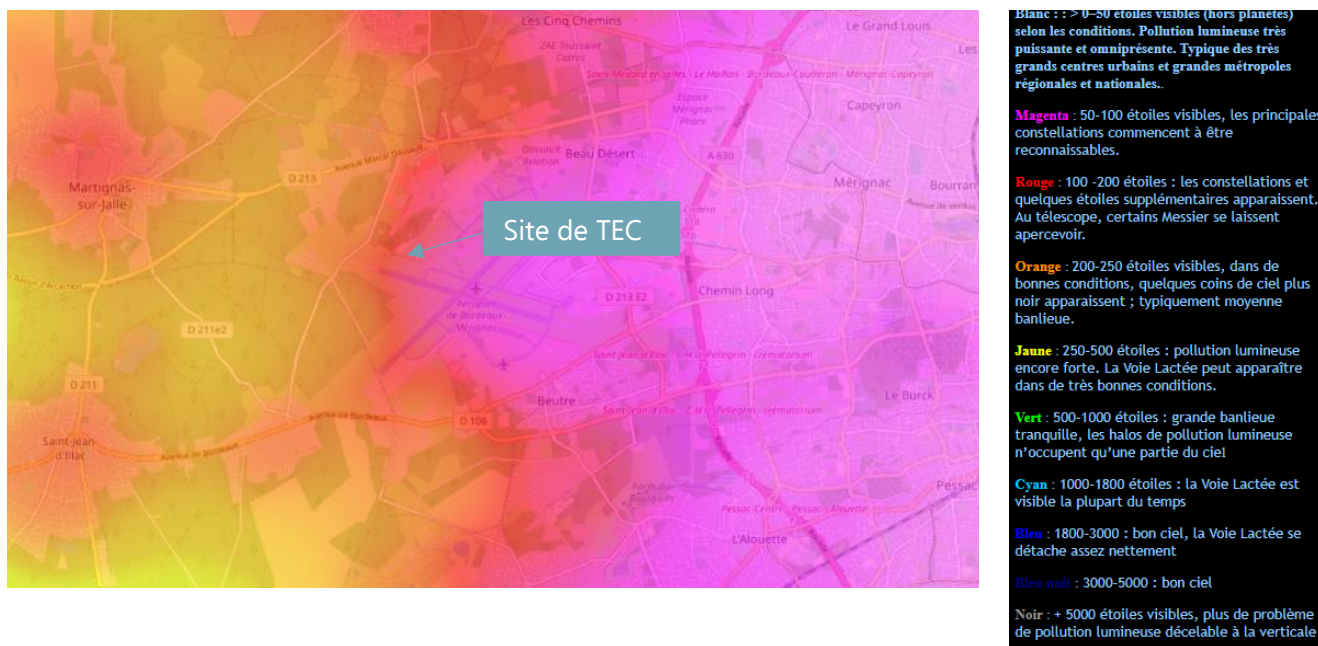 Les Cinq Chemins
Le Grand Louis
ZAE Toussaint
Catros
Les
Saint-Médard en Jalles - Le Haillan - Bordeaux-Caudéran - Mérignac-Capeyron
Espace
Mérignac
Phare
Capeyron
Avenue Marcel Dassault
Dassault
Aviation
Beau Désert
A 630
D 213
Martignas-
sur-Jalle
Mérignac
Bourran
Avenue de Verdun
Site de TEC
D 213 E2
Chemin Long
Aéroport
de Bordeaux-
Mérignac
D 211e2
D 211
Beutre
Le Burck
Avenue de Bordeaux
D 106
Saint-Jean-
d'Illac
Avenue de Bordeaux
Forêt du
Bourgailh
Pessac
Pessac-Centre - Pessac-l'Alouette
L'Alouette
Blanc : : > 0–50 étoiles visibles (hors planètes)
selon les conditions. Pollution lumineuse très
puissante et omniprésente. Typique des très
grands centres urbains et grandes métropoles
régionales et nationales..
Magenta : 50-100 étoiles visibles, les principales
constellations commencent à être
reconnaissables.
Rouge : 100 -200 étoiles : les constellations et
quelques étoiles supplémentaires apparaissent.
Au télescope, certains Messier se laissent
apercevoir.
Orange : 200-250 étoiles visibles, dans de
bonnes conditions, quelques coins de ciel plus
noir apparaissent ; typiquement moyenne
banlieue.
Jaune : 250-500 étoiles : pollution lumineuse
encore forte. La Voie Lactée peut apparaître
dans de très bonnes conditions.
Vert : 500-1000 étoiles : grande banlieue
tranquille, les halos de pollution lumineuse
n'occupent qu'une partie du ciel
Cyan : 1000-1800 étoiles : la Voie Lactée est
visible la plupart du temps
Bleu : 1800-3000 : bon ciel, la Voie Lactée se
détache assez nettement
Bleu nuit : 3000-5000 : bon ciel
Noir : + 5000 étoiles visibles, plus de problème
de pollution lumineuse décelable à la verticale